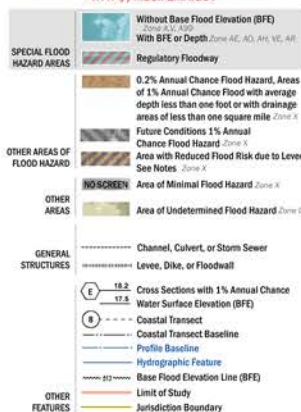 Without Base Flood Elevation (BFE)
Zone A,V, A99
With BFE or Depth Zone AE, AO, AH, VE, AR
SPECIAL FLOOD
HAZARD AREAS
Regulatory Floodway
0.2% Annual Chance Flood Hazard, Areas
of 1% Annual Chance Flood with average
depth less than one foot or with drainage
areas of less than one square mile Zone X
Future Conditions 1% Annual
Chance Flood Hazard Zone X
OTHER AREAS OF
FLOOD HAZARD
Area with Reduced Flood Risk due to Levee
See Notes Zone X
NO SCREEN Area of Minimal Flood Hazard Zone X
OTHER
AREAS
Area of Undetermined Flood Hazard Zone
GENERAL
STRUCTURES
Channel, Culvert, or Storm Sewer
Levee, Dike, or Floodwall
E 18.2 Cross Sections with 1% Annual Chance
17.5 Water Surface Elevation (BFE)
8 Coastal Transect
Coastal Transect Baseline
Profile Baseline
Hydrographic Feature
513 Base Flood Elevation Line (BFE)
OTHER
FEATURES
Limit of Study
Jurisdiction Boundary